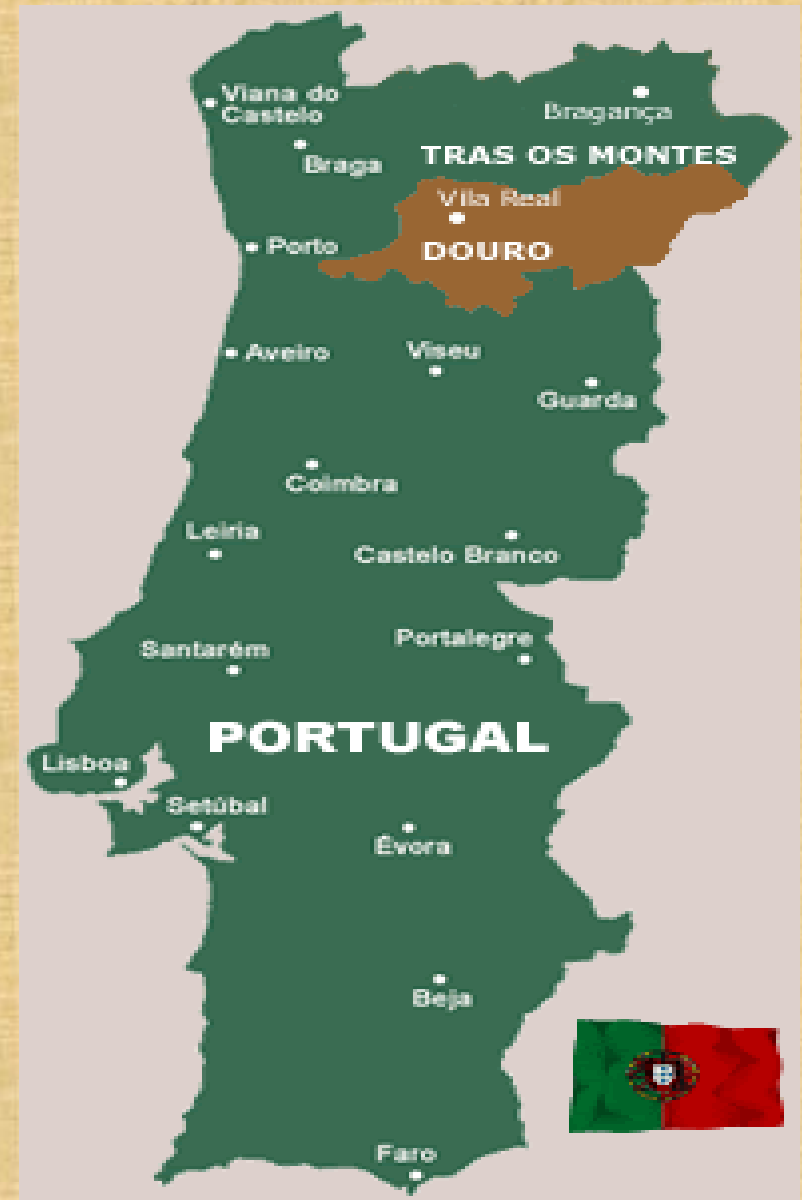 Viana do
Castelo
Bragança
Braga
TRAS OS MONTES
Vila Real
Porto
DOURO
Aveiro
Viseu
Guarda
Coimbra
Leiria
Castelo Branco
Santarém
Portalegre
PORTUGAL
Lisboa
Setúbal
Évora
Beja
Faro